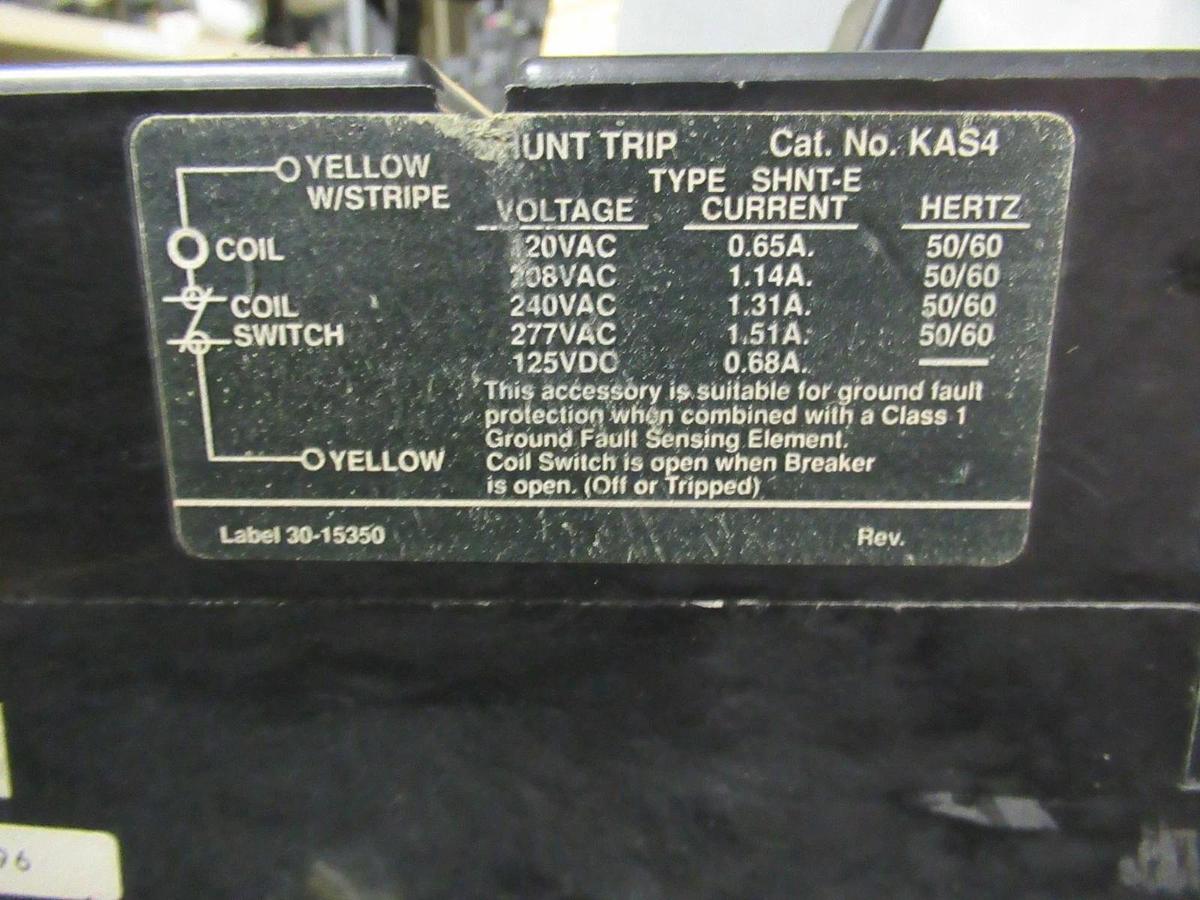 YELLOW
W/STRIPE
COIL
COIL
SWITCH
YELLOW
TRIP Cat. No. KAS4
TYPE SHNT-E
VOLTAGE CURRENT HERTZ
120VAC 0.65A. 50/60
208VAC 1.14A. 50/60
240VAC 1.31A. 50/60
277VAC 1.51A. 50/60
125VDC 0.68A.
This accessory is suitable for ground fault
protection when combined with a Class 1
Ground Fault Sensing Element.
Coil Switch is open when Breaker
is open. (Off or Tripped)
Label 30-15350 Rev.